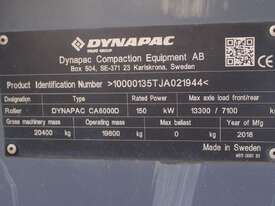 DYNAPAC
Dynapac Compaction Equipment AB
Box 504, SE-371 23 Karlskrona, Sweden
Product Identification Number >10000135TJA021944<
Designation Type Rated Power Max axle load front/rear
Roller DYNAPAC CA6000D 150 kW 13300 / 7100 kg
Gross machinery mass Operating mass Max ballast Year of Mfg
20400 kg 19800 kg 0 kg 2018
Made in Sweden